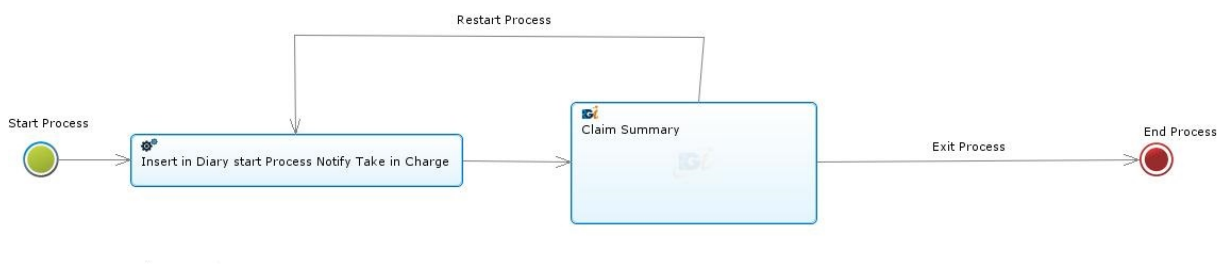 Restart Process
Start Process
Insert in Diary start Process Notify Take in Charge
Claim Summary
Exit Process
End Process